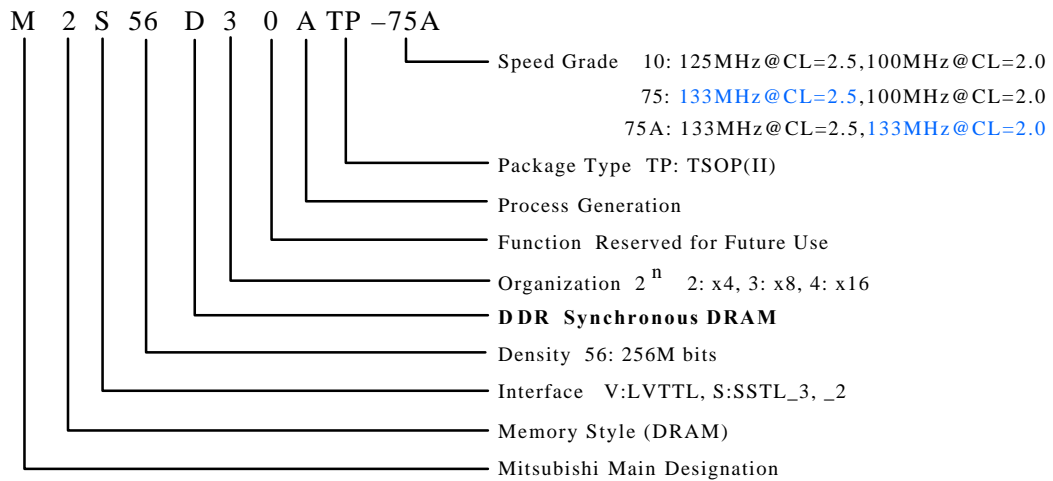 M 2 S 56 D 3 0 A TP –75A
Speed Grade 10: 125MHz@CL=2.5,100MHz@CL=2.0
75: 133MHz@CL=2.5,100MHz@CL=2.0
75A: 133MHz@CL=2.5,133MHz@CL=2.0
Package Type TP: TSOP(II)
Process Generation
Function Reserved for Future Use
Organization 2 n 2: x4, 3: x8, 4: x16
DDR Synchronous DRAM
Density 56: 256M bits
Interface V:LVTTL, S:SSTL_3, _2
Memory Style (DRAM)
Mitsubishi Main Designation